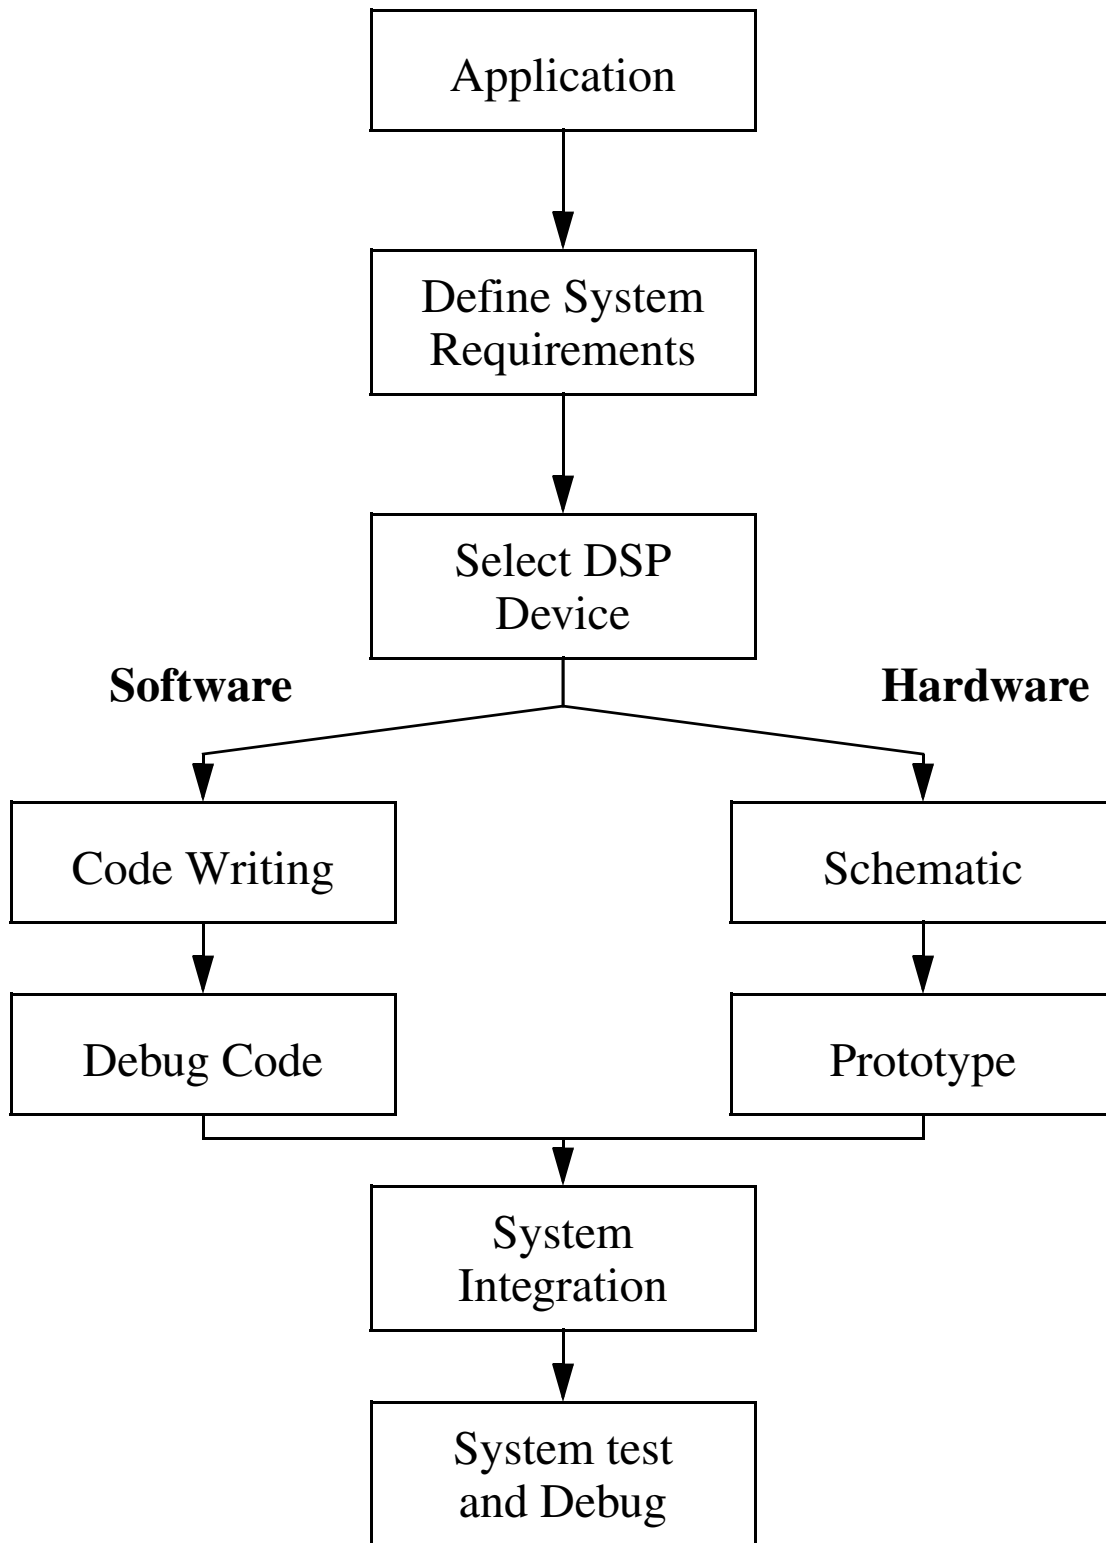 Application
Define System
Requirements
Select DSP
Device
Software
Hardware
Code Writing
Schematic
Debug Code
Prototype
System
Integration
System test
and Debug